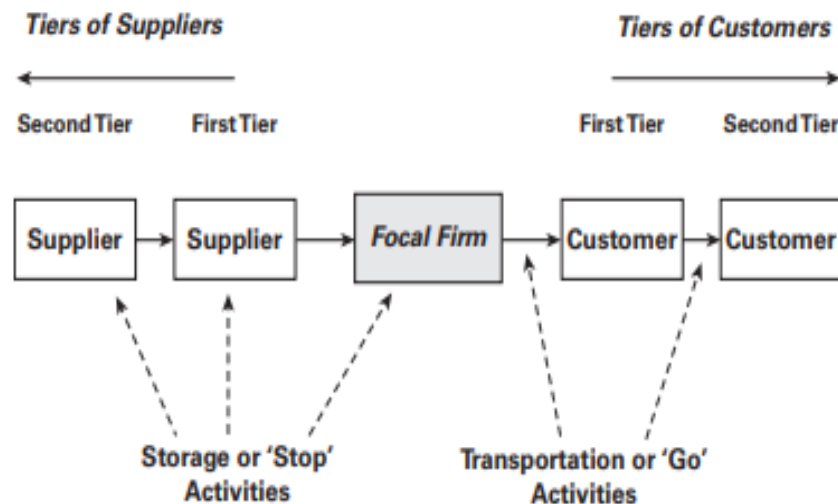 Tiers of Suppliers
Tiers of Customers
Second Tier
First Tier
First Tier
Second Tier
Supplier
Supplier
Focal Firm
Customer
Customer
Storage or ‘Stop’
Activities
Transportation or ‘Go’
Activities